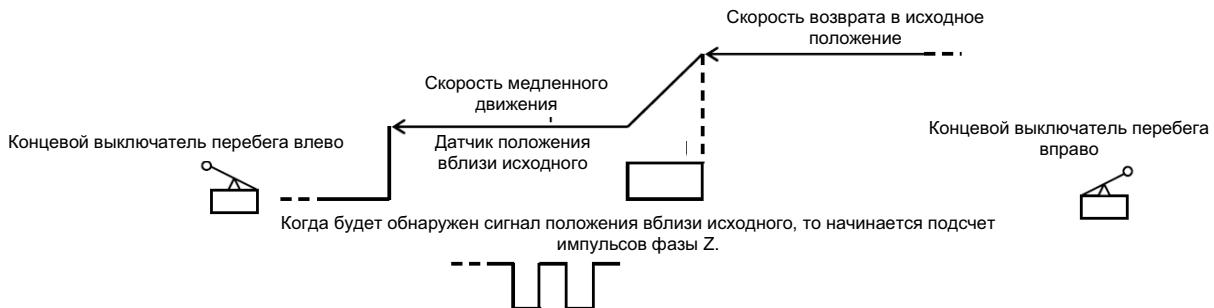 Скорость возврата в исходное
положение
Скорость медленного
движения
Концевой выключатель перебега влево
Датчик положения
вблизи исходного
Концевой выключатель перебега
вправо
Когда будет обнаружен сигнал положения вблизи исходного, то начинается подсчет
импульсов фазы Z.